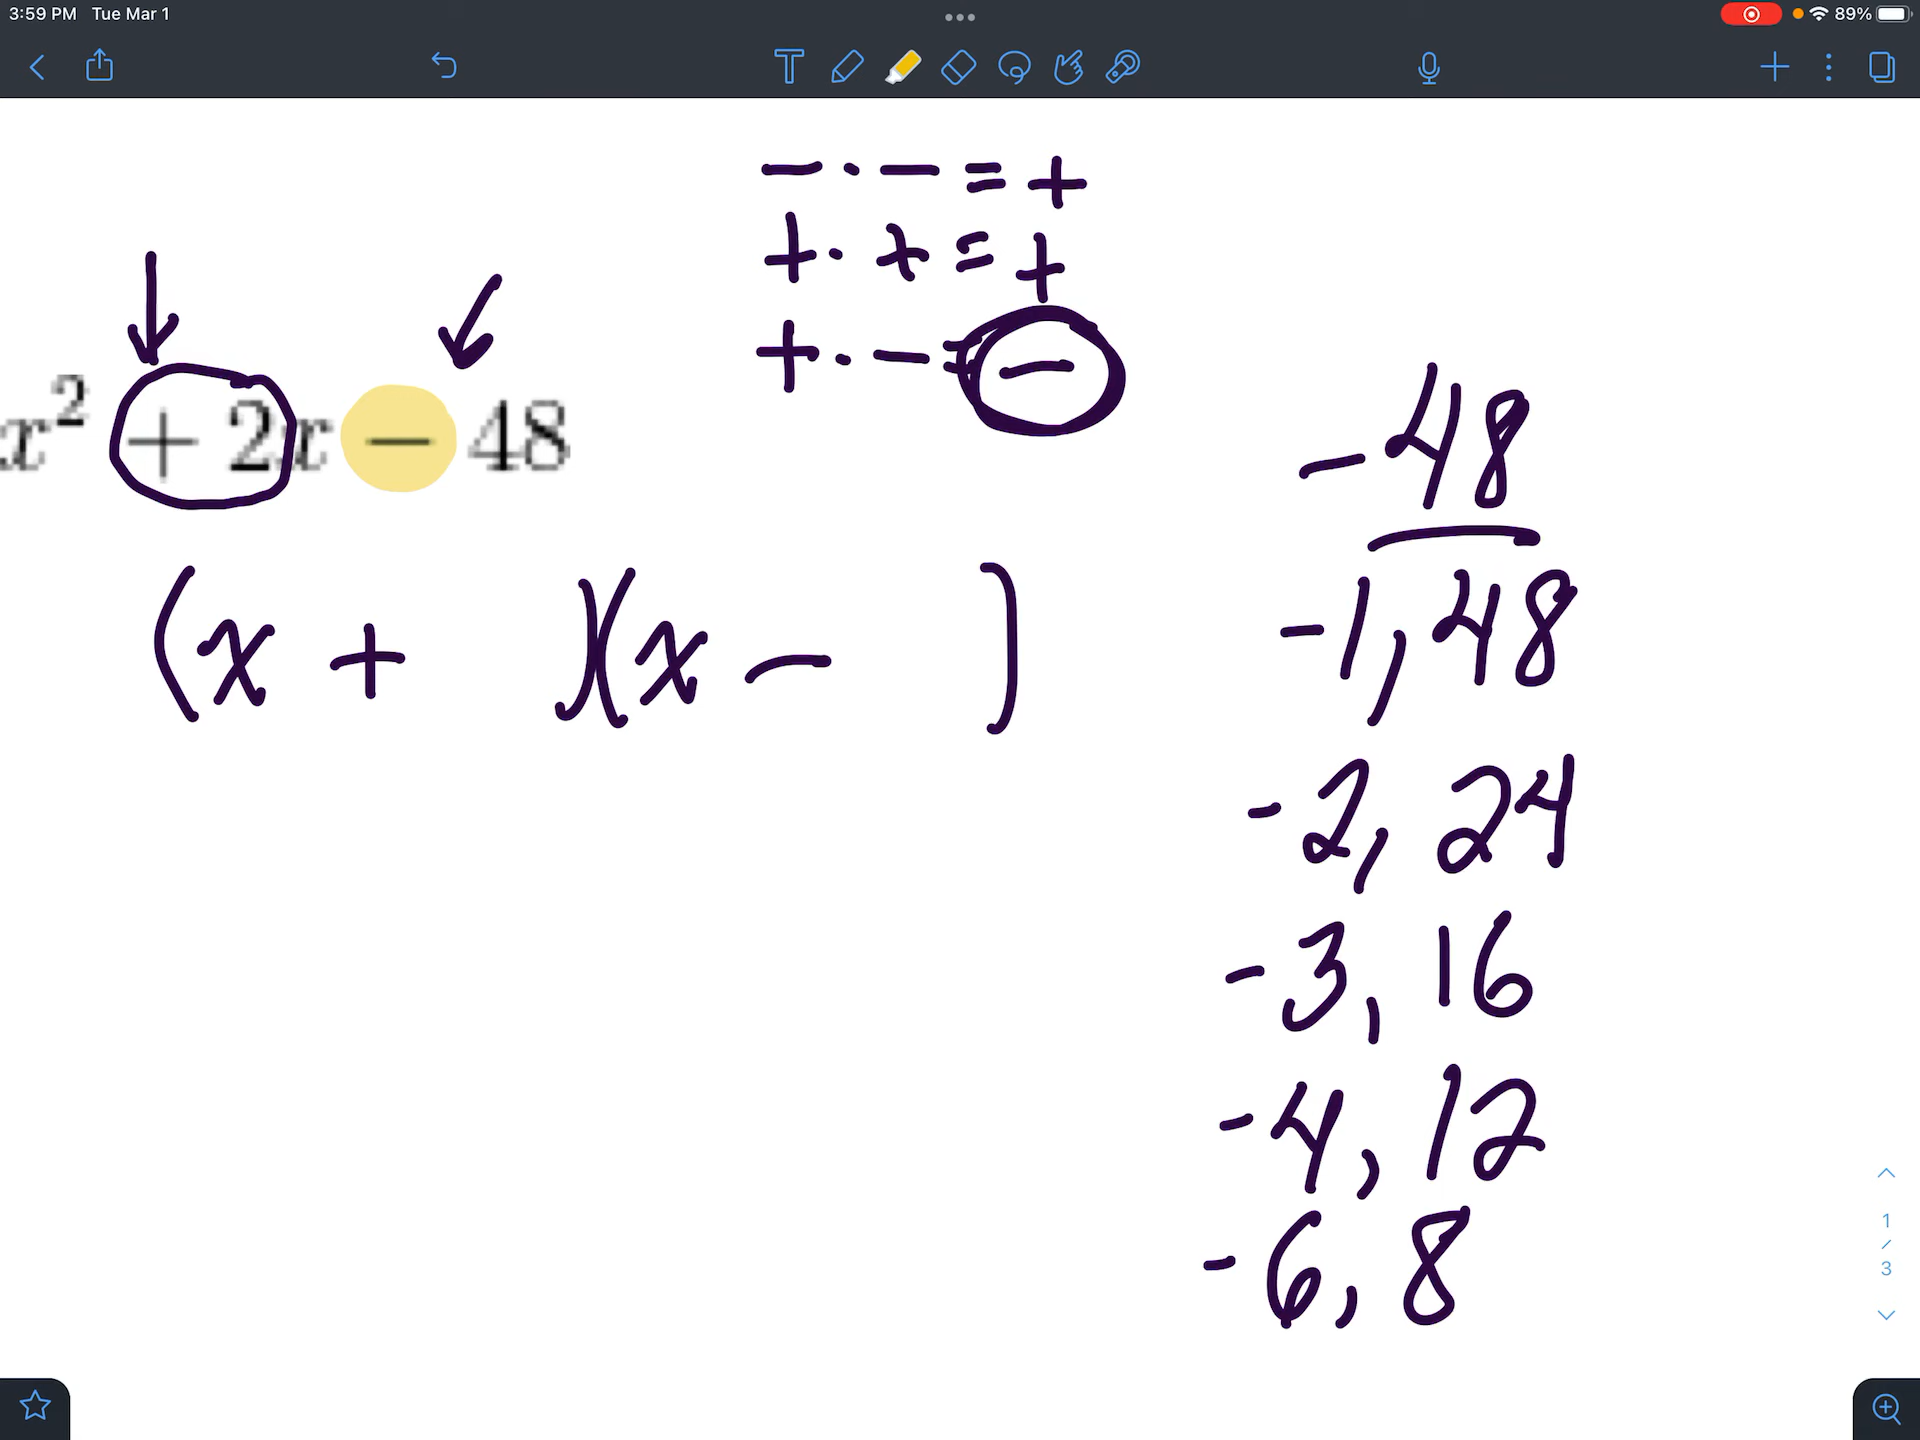 3:59 PM Tue Mar 1
89%
T
− · − = +
+ · + = +
+ · − = −
x² + 2x − 48
(x + )(x − )
−48
−1, 48
−2, 24
−3, 16
−4, 12
−6, 8
1
/
3